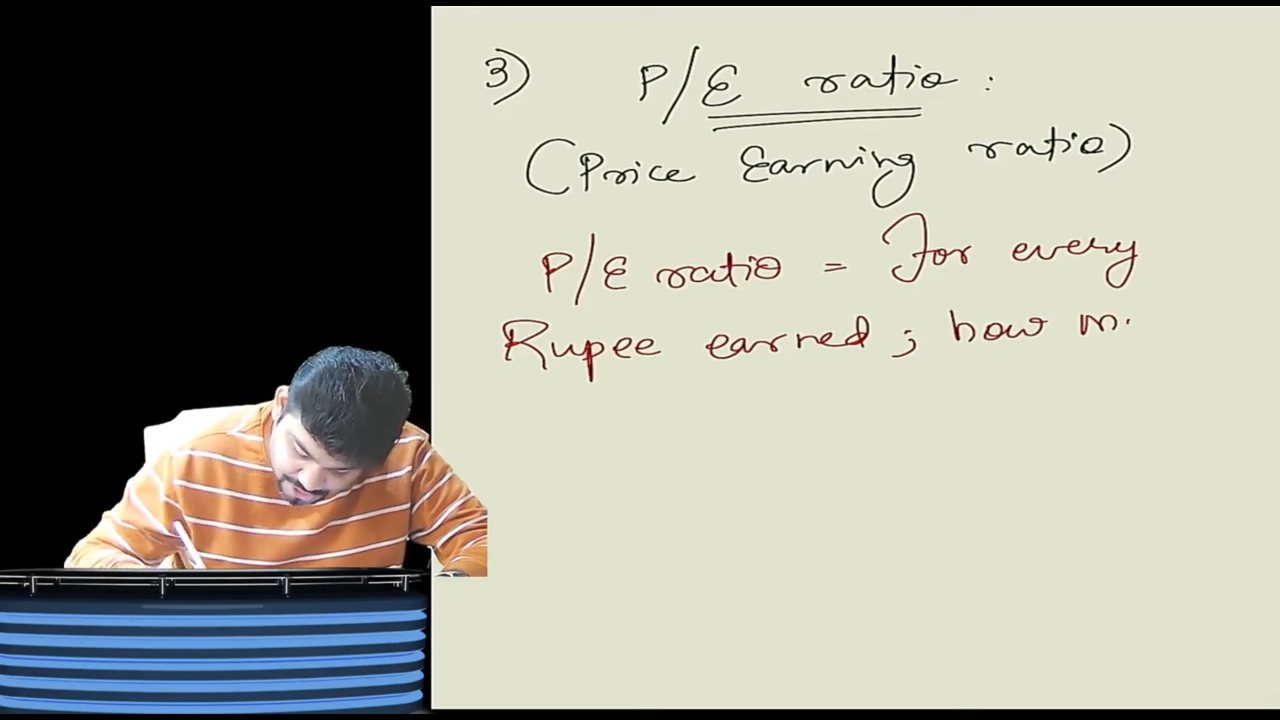 3) P/E ratio :
(Price Earning ratio)
P/E ratio = For every
Rupee earned ; how m